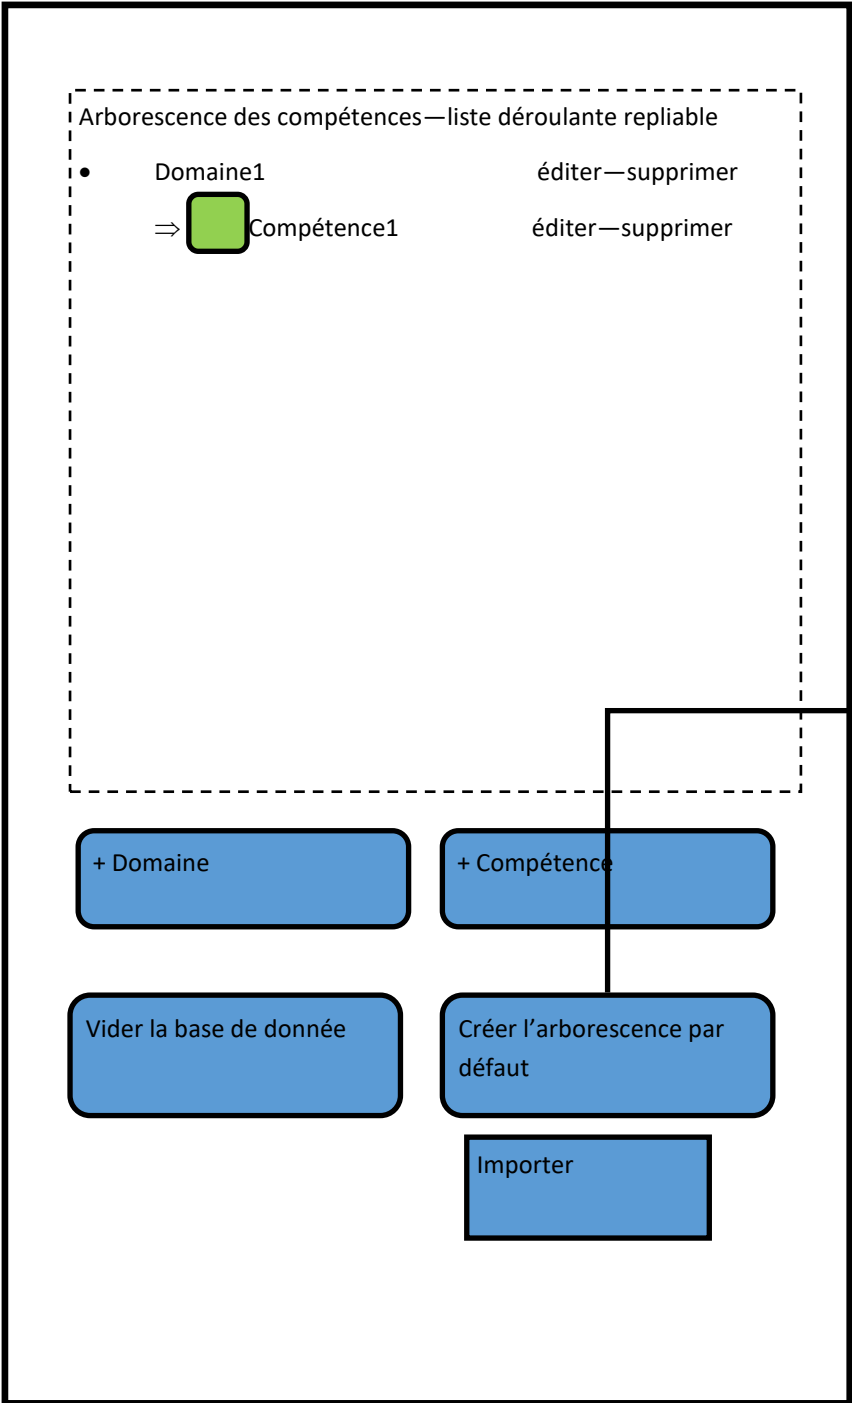 Arborescence des compétences—liste déroulante repliable
• Domaine1 éditer—supprimer
⇒ Compétence1 éditer—supprimer
+ Domaine
+ Compétence
Vider la base de donnée
Créer l’arborescence par
défaut
Importer